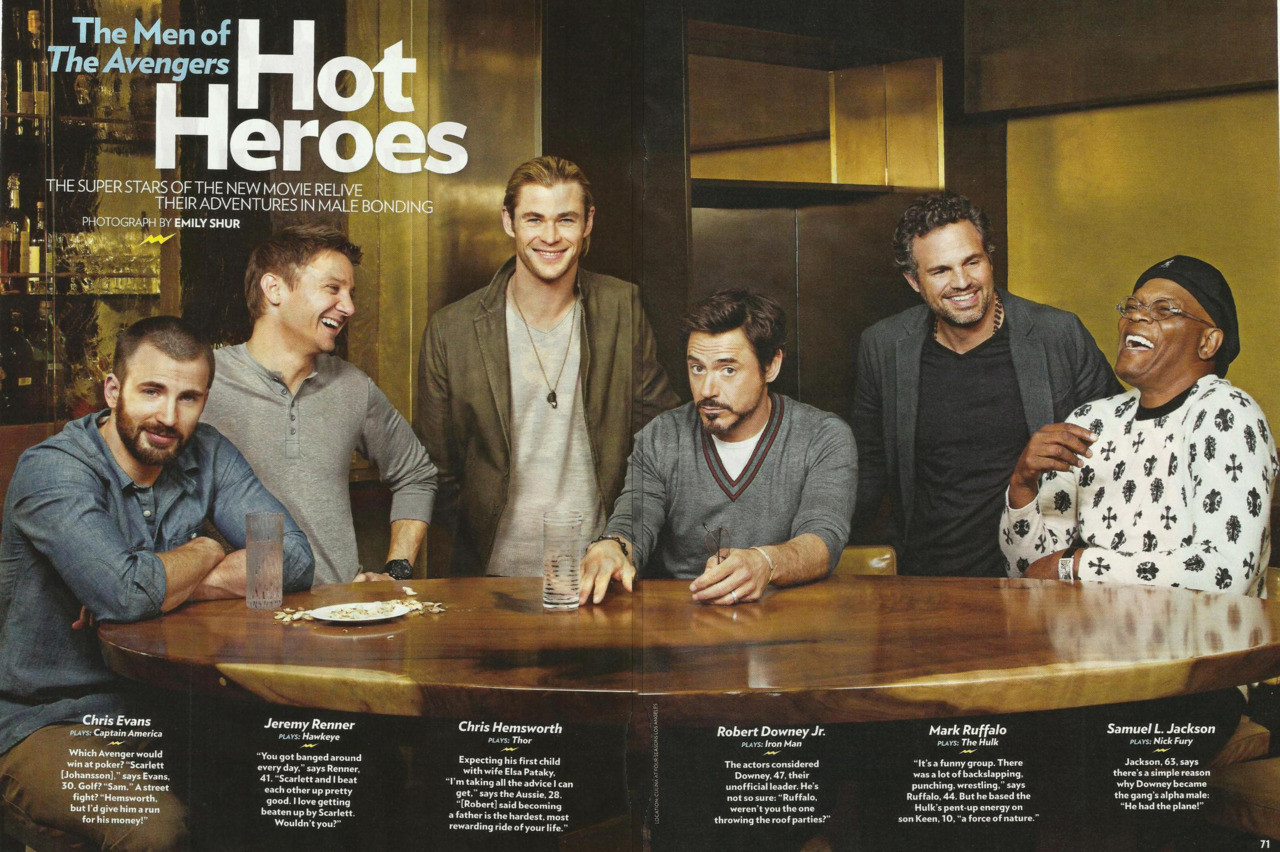 The Men of
The Avengers
Hot
Heroes
THE SUPER STARS OF THE NEW MOVIE RELIVE
THEIR ADVENTURES IN MALE BONDING
PHOTOGRAPH BY EMILY SHUR
Chris Evans
PLAYS: Captain America
Which Avenger would
win at poker? "Scarlett
[Johansson]," says Evans,
30. Golf? "Sam." A street
fight? "Hemsworth,
but I'd give him a run
for his money!"
Jeremy Renner
PLAYS: Hawkeye
"You got banged around
every day," says Renner,
41. "Scarlett and I beat
each other up pretty
good. I love getting
beaten up by Scarlett.
Wouldn't you?"
Chris Hemsworth
PLAYS: Thor
Expecting his first child
with wife Elsa Pataky,
"I'm taking all the advice I can
get," says the Aussie, 28.
"[Robert] said becoming
a father is the hardest, most
rewarding ride of your life."
LOCATION: CULINA AT FOUR SEASONS LOS ANGELES
Robert Downey Jr.
PLAYS: Iron Man
The actors considered
Downey, 47, their
unofficial leader. He's
not so sure: "Ruffalo,
weren't you the one
throwing the roof parties?"
Mark Ruffalo
PLAYS: The Hulk
"It's a funny group. There
was a lot of backslapping,
punching, wrestling," says
Ruffalo, 44. But he based the
Hulk's pent-up energy on
son Keen, 10, "a force of nature."
Samuel L. Jackson
PLAYS: Nick Fury
Jackson, 63, says
there's a simple reason
why Downey became
the gang's alpha male:
"He had the plane!"
71